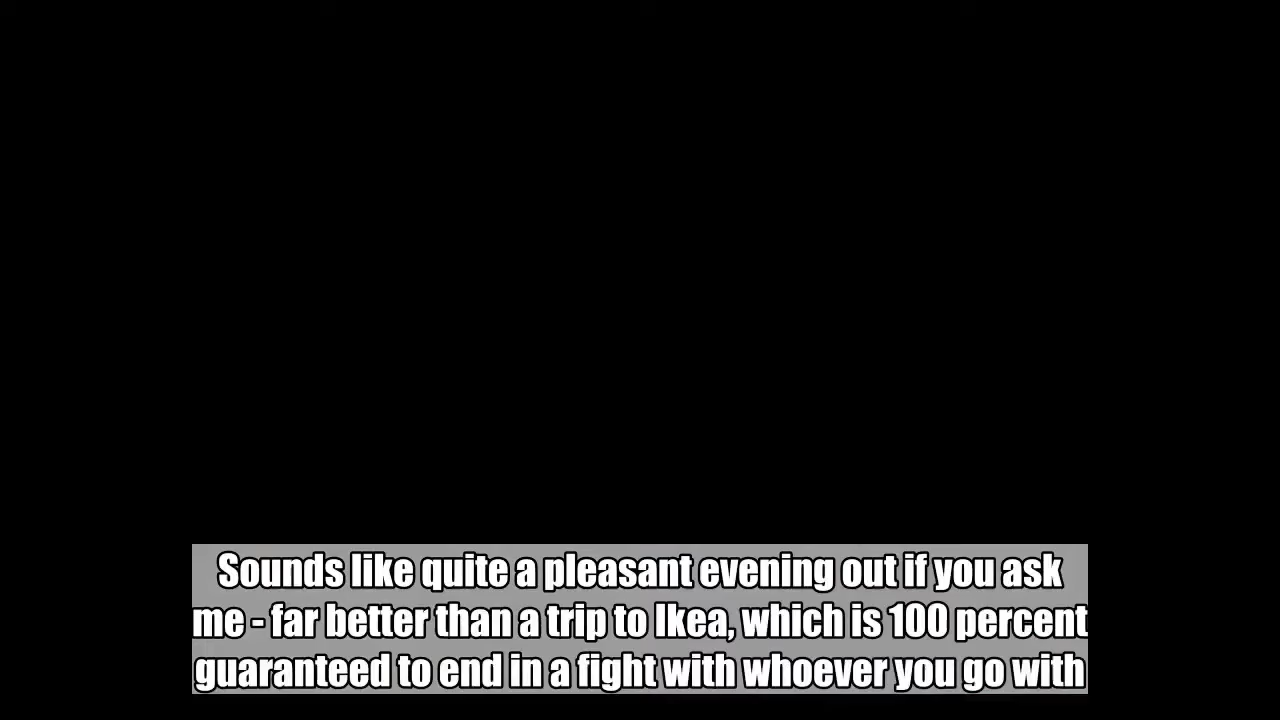 Sounds like quite a pleasant evening out if you ask
me - far better than a trip to Ikea, which is 100 percent
guaranteed to end in a fight with whoever you go with